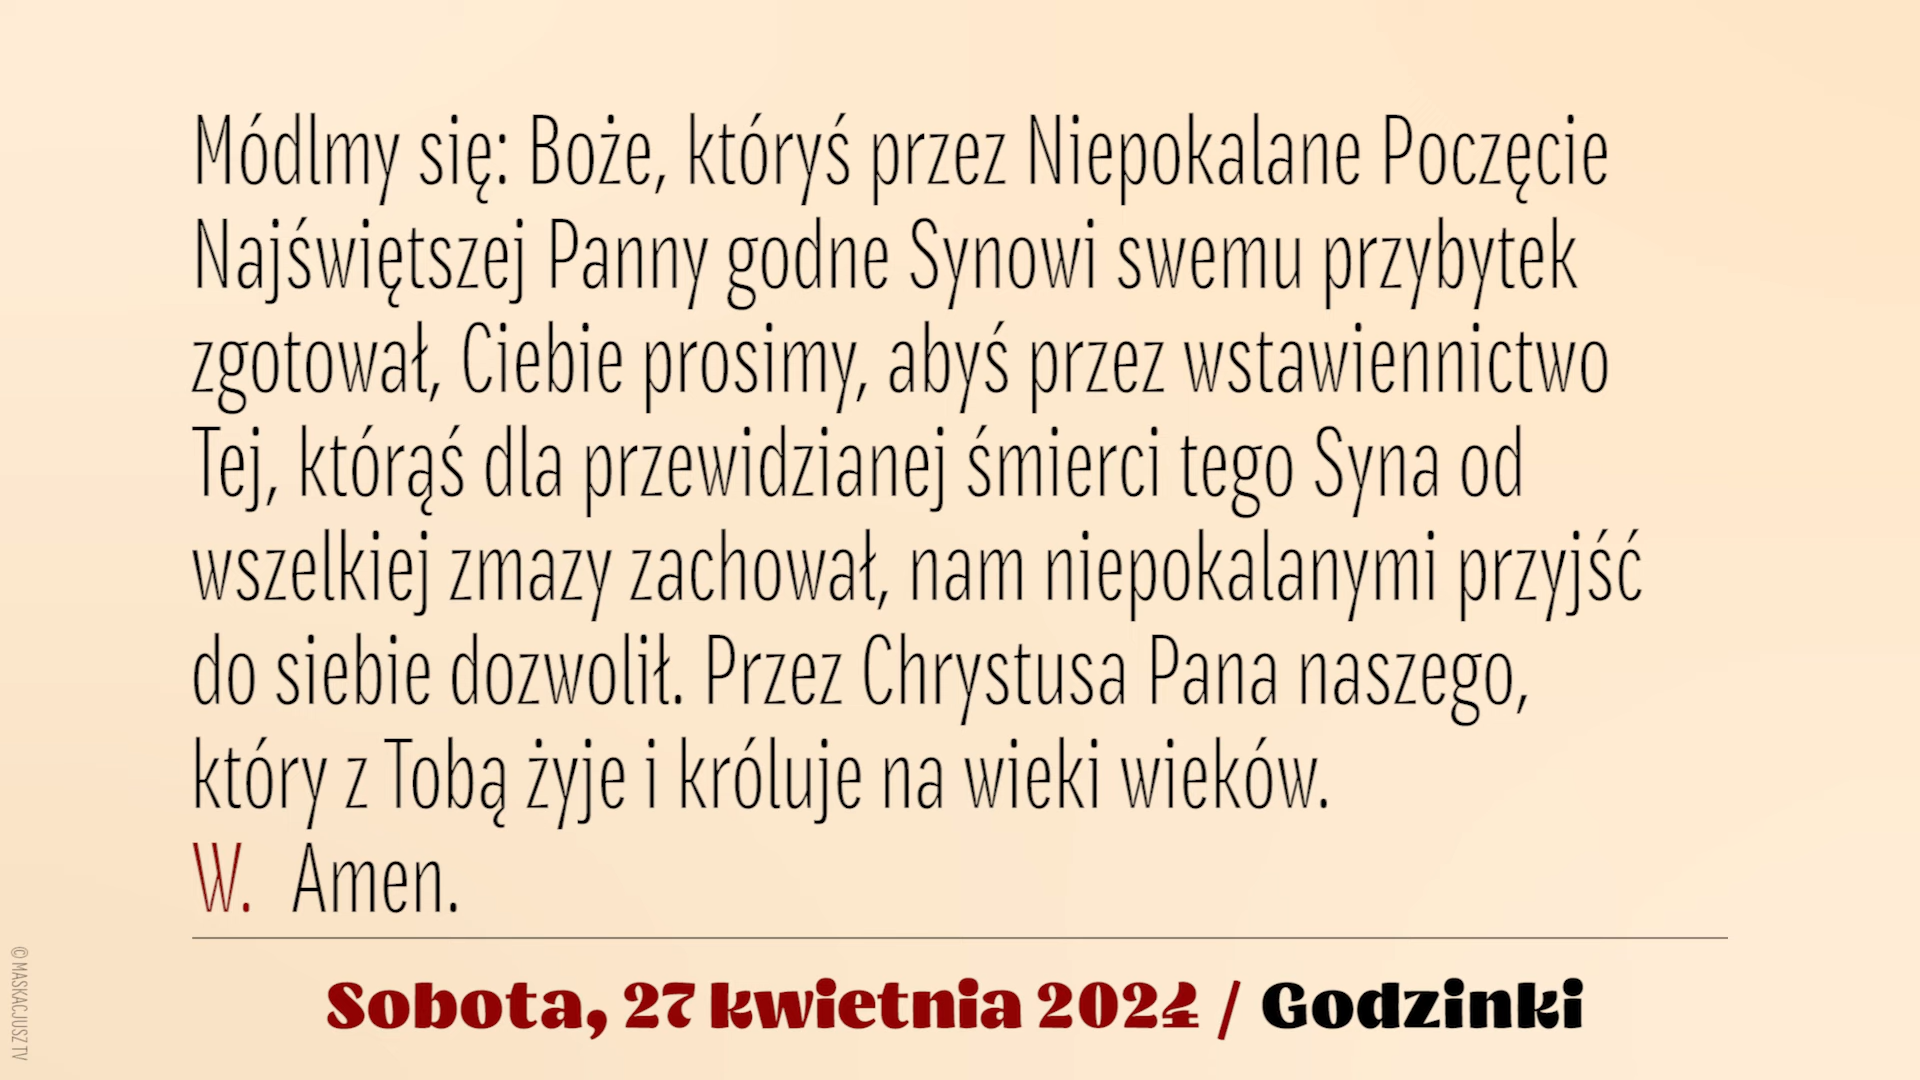 Módlmy się: Boże, któryś przez Niepokalane Poczęcie
Najświętszej Panny godne Synowi swemu przybytek
zgotował, Ciebie prosimy, abyś przez wstawiennictwo
Tej, którąś dla przewidzianej śmierci tego Syna od
wszelkiej zmazy zachował, nam niepokalanymi przyjść
do siebie dozwolił. Przez Chrystusa Pana naszego,
który z Tobą żyje i króluje na wieki wieków.
W. Amen.
Sobota, 27 kwietnia 2024 / Godzinki
© MASKACJUSZ TV